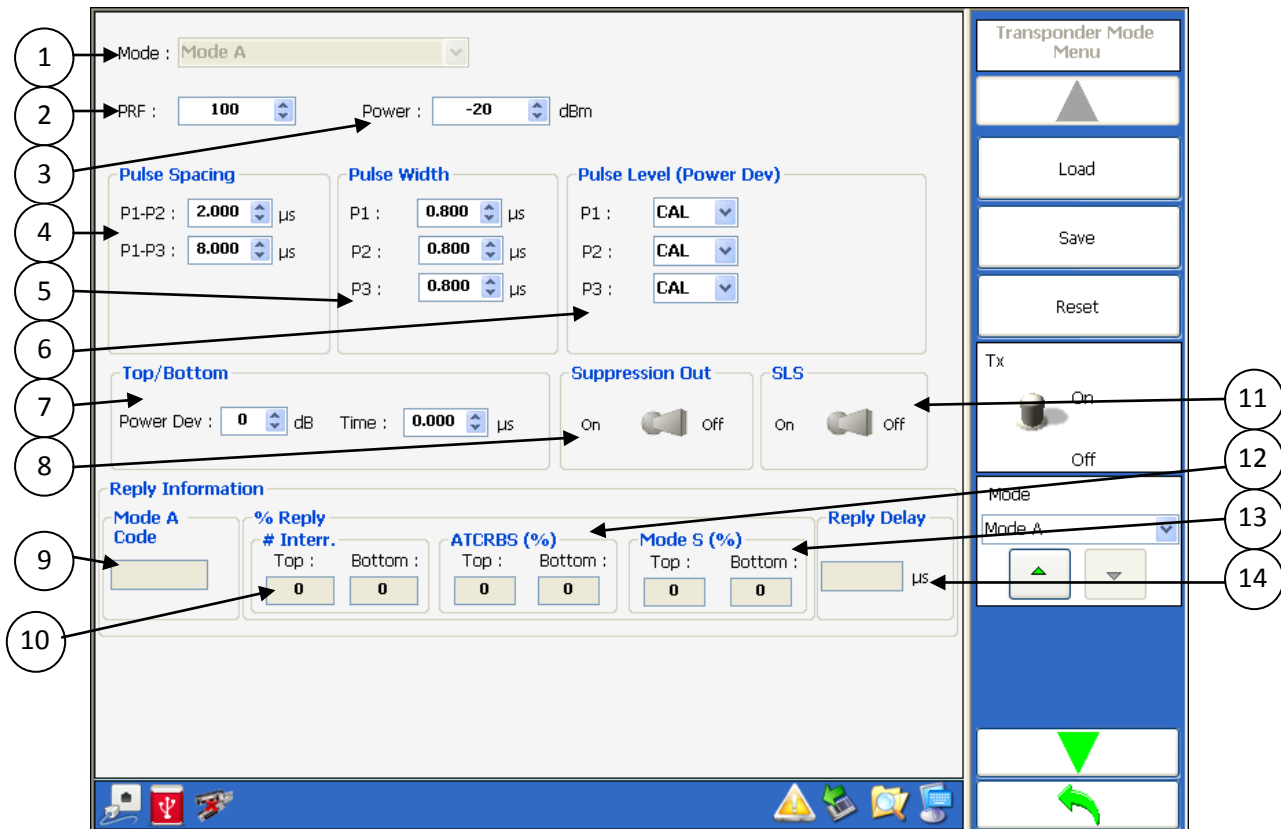 1
Mode : Mode A
2
PRF : 100 Power : -20 dBm
3
Pulse Spacing
P1-P2 : 2.000 µs
P1-P3 : 8.000 µs
4
Pulse Width
P1 : 0.800 µs
P2 : 0.800 µs
P3 : 0.800 µs
5
Pulse Level (Power Dev)
P1 : CAL
P2 : CAL
P3 : CAL
6
Top/Bottom
7
Power Dev : 0 dB Time : 0.000 µs
Suppression Out
On Off
8
SLS
On Off
11
Reply Information
Mode A
Code
9
% Reply
# Interr.
Top : Bottom :
0 0
10
ATCRBS (%)
Top : Bottom :
0 0
12
Mode S (%)
Top : Bottom :
0 0
13
Reply Delay
µs
14
Transponder Mode
Menu
Load
Save
Reset
Tx
On
Off
Mode
Mode A